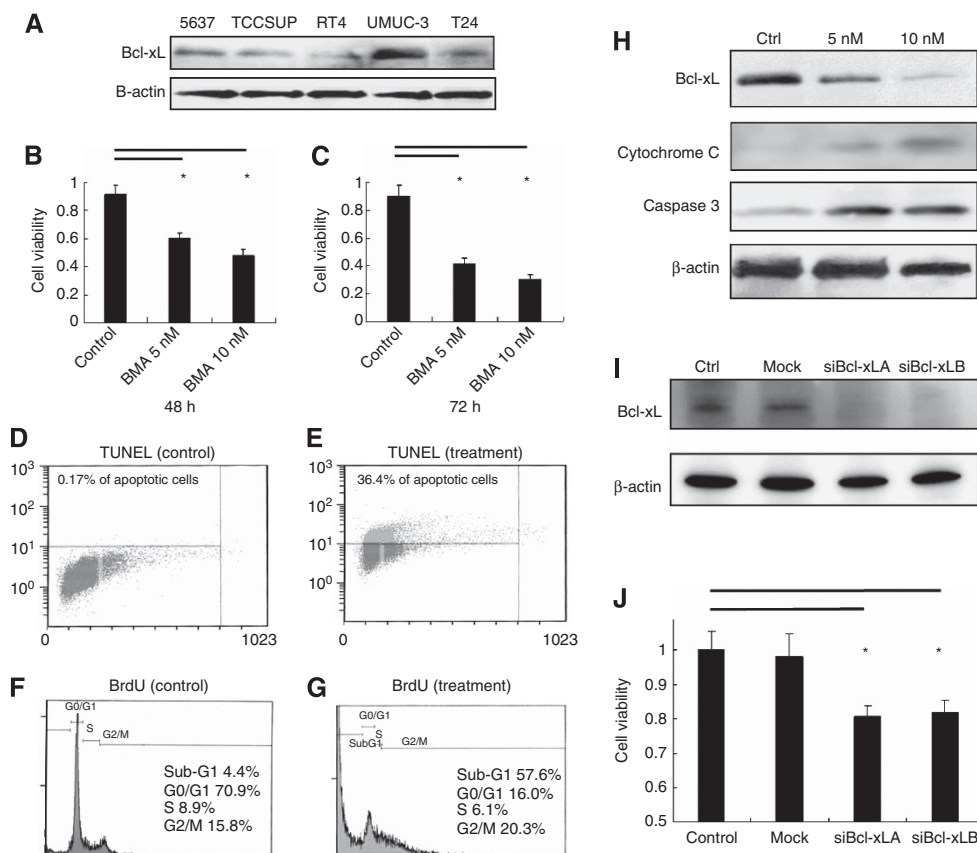 A
5637 TCCSUP RT4 UMUC-3 T24
Bcl-xL
B-actin
B
*
*
1
0.8
0.6
0.4
0.2
0
Cell viability
Control
BMA 5 nM
BMA 10 nM
48 h
C
*
*
1
0.8
0.6
0.4
0.2
0
Cell viability
Control
BMA 5 nM
BMA 10 nM
72 h
D
TUNEL (control)
0.17% of apoptotic cells
10³
10²
10¹
10⁰
0
1023
E
TUNEL (treatment)
36.4% of apoptotic cells
10³
10²
10¹
10⁰
0
1023
F
BrdU (control)
G0/G1
S
G2/M
Sub-G1 4.4%
G0/G1 70.9%
S 8.9%
G2/M 15.8%
G
BrdU (treatment)
G0/G1
S
SubG1
G2/M
Sub-G1 57.6%
G0/G1 16.0%
S 6.1%
G2/M 20.3%
H
Ctrl 5 nM 10 nM
Bcl-xL
Cytochrome C
Caspase 3
β-actin
I
Ctrl Mock siBcl-xLA siBcl-xLB
Bcl-xL
β-actin
J
*
*
1
0.9
0.8
0.7
0.6
0.5
Cell viability
Control Mock siBcl-xLA siBcl-xLB